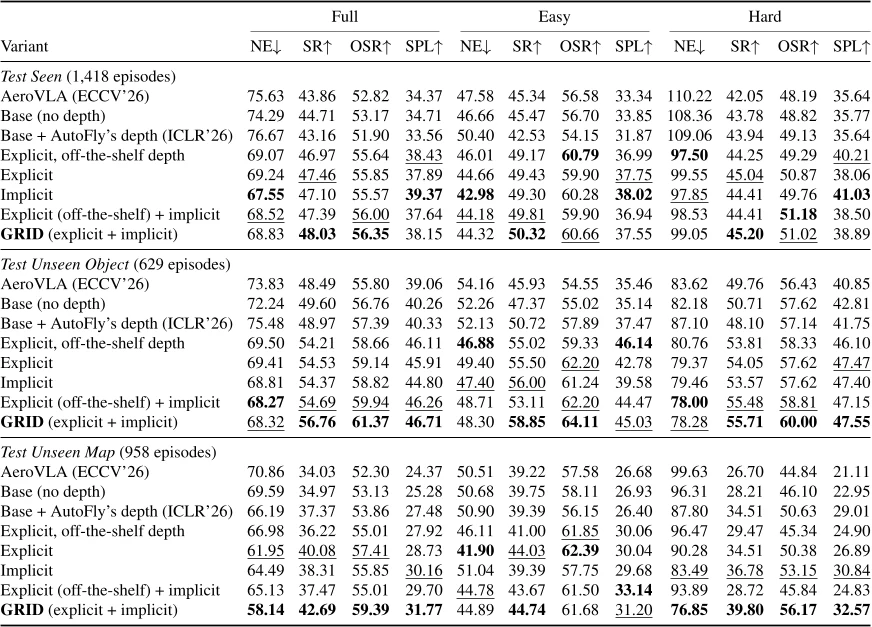 Full Easy Hard
Variant NE↓ SR↑ OSR↑ SPL↑ NE↓ SR↑ OSR↑ SPL↑ NE↓ SR↑ OSR↑ SPL↑
Test Seen (1,418 episodes)
AeroVLA (ECCV'26) 75.63 43.86 52.82 34.37 47.58 45.34 56.58 33.34 110.22 42.05 48.19 35.64
Base (no depth) 74.29 44.71 53.17 34.71 46.66 45.47 56.70 33.85 108.36 43.78 48.82 35.77
Base + AutoFly's depth (ICLR'26) 76.67 43.16 51.90 33.56 50.40 42.53 54.15 31.87 109.06 43.94 49.13 35.64
Explicit, off-the-shelf depth 69.07 46.97 55.64 38.43 46.01 49.17 60.79 36.99 97.50 44.25 49.29 40.21
Explicit 69.24 47.46 55.85 37.89 44.66 49.43 59.90 37.75 99.55 45.04 50.87 38.06
Implicit 67.55 47.10 55.57 39.37 42.98 49.30 60.28 38.02 97.85 44.41 49.76 41.03
Explicit (off-the-shelf) + implicit 68.52 47.39 56.00 37.64 44.18 49.81 59.90 36.94 98.53 44.41 51.18 38.50
GRID (explicit + implicit) 68.83 48.03 56.35 38.15 44.32 50.32 60.66 37.55 99.05 45.20 51.02 38.89
Test Unseen Object (629 episodes)
AeroVLA (ECCV'26) 73.83 48.49 55.80 39.06 54.16 45.93 54.55 35.46 83.62 49.76 56.43 40.85
Base (no depth) 72.24 49.60 56.76 40.26 52.26 47.37 55.02 35.14 82.18 50.71 57.62 42.81
Base + AutoFly's depth (ICLR'26) 75.48 48.97 57.39 40.33 52.13 50.72 57.89 37.47 87.10 48.10 57.14 41.75
Explicit, off-the-shelf depth 69.50 54.21 58.66 46.11 46.88 55.02 59.33 46.14 80.76 53.81 58.33 46.10
Explicit 69.41 54.53 59.14 45.91 49.40 55.50 62.20 42.78 79.37 54.05 57.62 47.47
Implicit 68.81 54.37 58.82 44.80 47.40 56.00 61.24 39.58 79.46 53.57 57.62 47.40
Explicit (off-the-shelf) + implicit 68.27 54.69 59.94 46.26 48.71 53.11 62.20 44.47 78.00 55.48 58.81 47.15
GRID (explicit + implicit) 68.32 56.76 61.37 46.71 48.30 58.85 64.11 45.03 78.28 55.71 60.00 47.55
Test Unseen Map (958 episodes)
AeroVLA (ECCV'26) 70.86 34.03 52.30 24.37 50.51 39.22 57.58 26.68 99.63 26.70 44.84 21.11
Base (no depth) 69.59 34.97 53.13 25.28 50.68 39.75 58.11 26.93 96.31 28.21 46.10 22.95
Base + AutoFly's depth (ICLR'26) 66.19 37.37 53.86 27.48 50.90 39.39 56.15 26.40 87.80 34.51 50.63 29.01
Explicit, off-the-shelf depth 66.98 36.22 55.01 27.92 46.11 41.00 61.85 30.06 96.47 29.47 45.34 24.90
Explicit 61.95 40.08 57.41 28.73 41.90 44.03 62.39 30.04 90.28 34.51 50.38 26.89
Implicit 64.49 38.31 55.85 30.16 51.04 39.39 57.75 29.68 83.49 36.78 53.15 30.84
Explicit (off-the-shelf) + implicit 65.13 37.47 55.01 29.70 44.78 43.67 61.50 33.14 93.89 28.72 45.84 24.83
GRID (explicit + implicit) 58.14 42.69 59.39 31.77 44.89 44.74 61.68 31.20 76.85 39.80 56.17 32.57